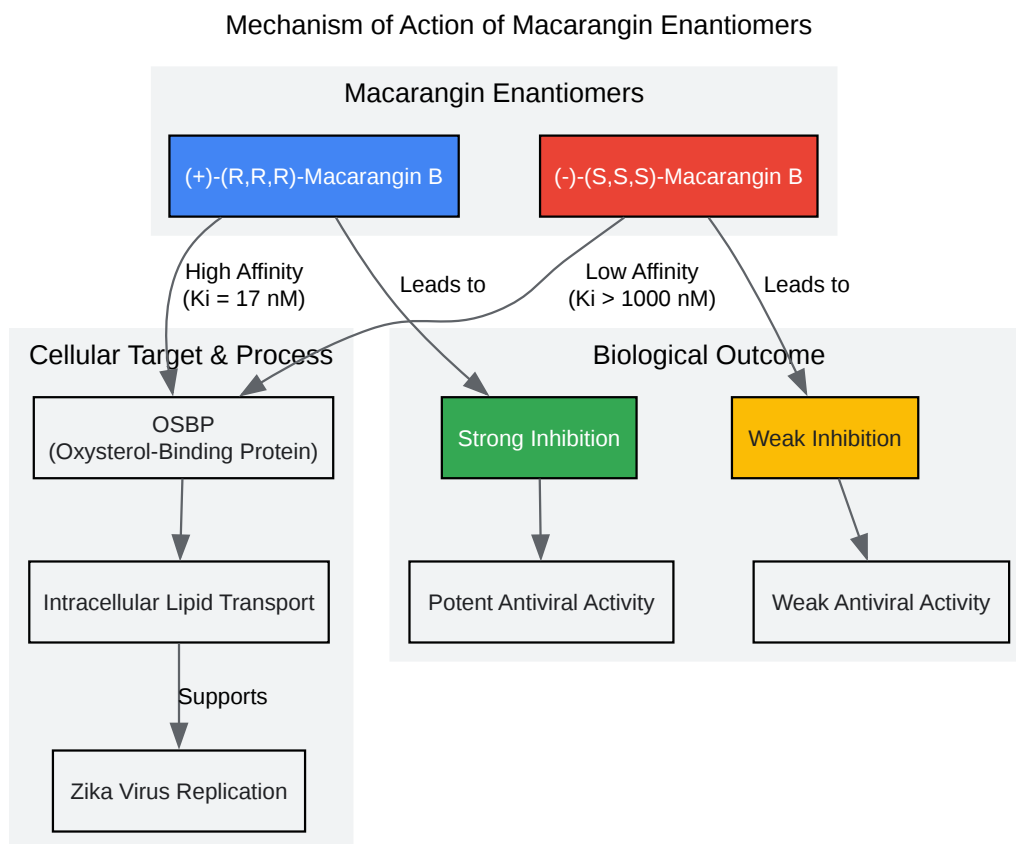 Mechanism of Action of Macarangin Enantiomers
Macarangin Enantiomers
(+)-(R,R,R)-Macarangin B
(-)-(S,S,S)-Macarangin B
High Affinity
(Ki = 17 nM)
Leads to
Low Affinity
(Ki > 1000 nM)
Leads to
Cellular Target & Process
Biological Outcome
OSBP
(Oxysterol-Binding Protein)
Strong Inhibition
Weak Inhibition
Intracellular Lipid Transport
Potent Antiviral Activity
Weak Antiviral Activity
Supports
Zika Virus Replication